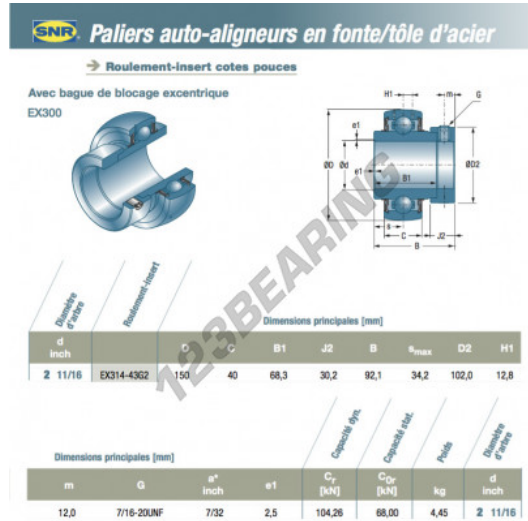 SNR
Paliers auto-aligneurs en fonte/tôle d'acier
Roulement-insert cotes pouces
Avec bague de blocage excentrique
EX300
H1 m G
e1
ØD Ød ØD2
e1
B1
s
C J2
B
123BEARING
Diamètre d'arbre
Roulement-insert
Dimensions principales [mm]
d inch D C B1 J2 B smax D2 H1
2 11/16 EX314-43G2 150 40 68,3 30,2 92,1 34,2 102,0 12,8
Capacité dyn.
Capacité stat.
Poids
Diamètre d'arbre
Dimensions principales [mm]
m G a* inch e1 Cr [kN] C0r [kN] kg d inch
12,0 7/16-20UNF 7/32 2,5 104,26 68,00 4,45 2 11/16